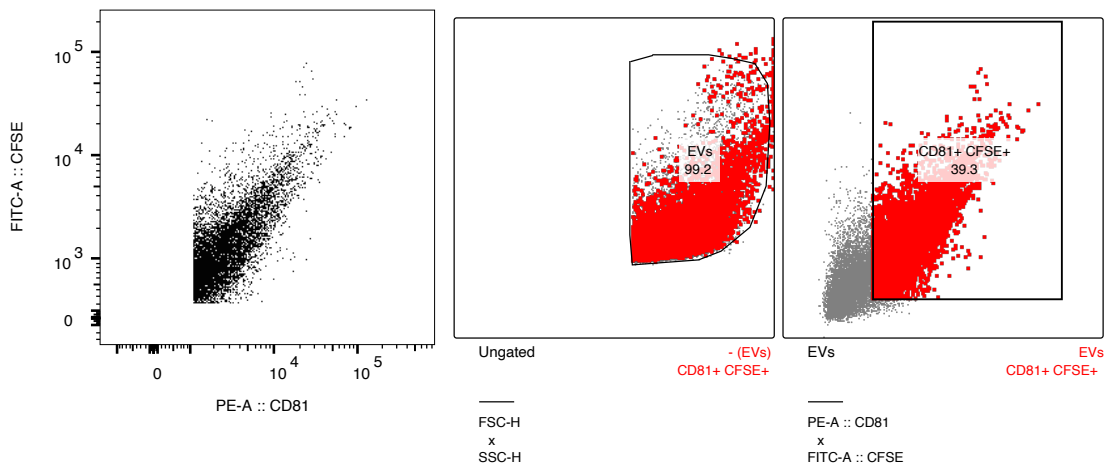 FITC-A :: CFSE
10^5
10^4
10^3
0
0
10^4
10^5
PE-A :: CD81
EVs
99.2
Ungated
- (EVs)
CD81+ CFSE+
FSC-H
x
SSC-H
CD81+ CFSE+
39.3
EVs
EVs
CD81+ CFSE+
PE-A :: CD81
x
FITC-A :: CFSE